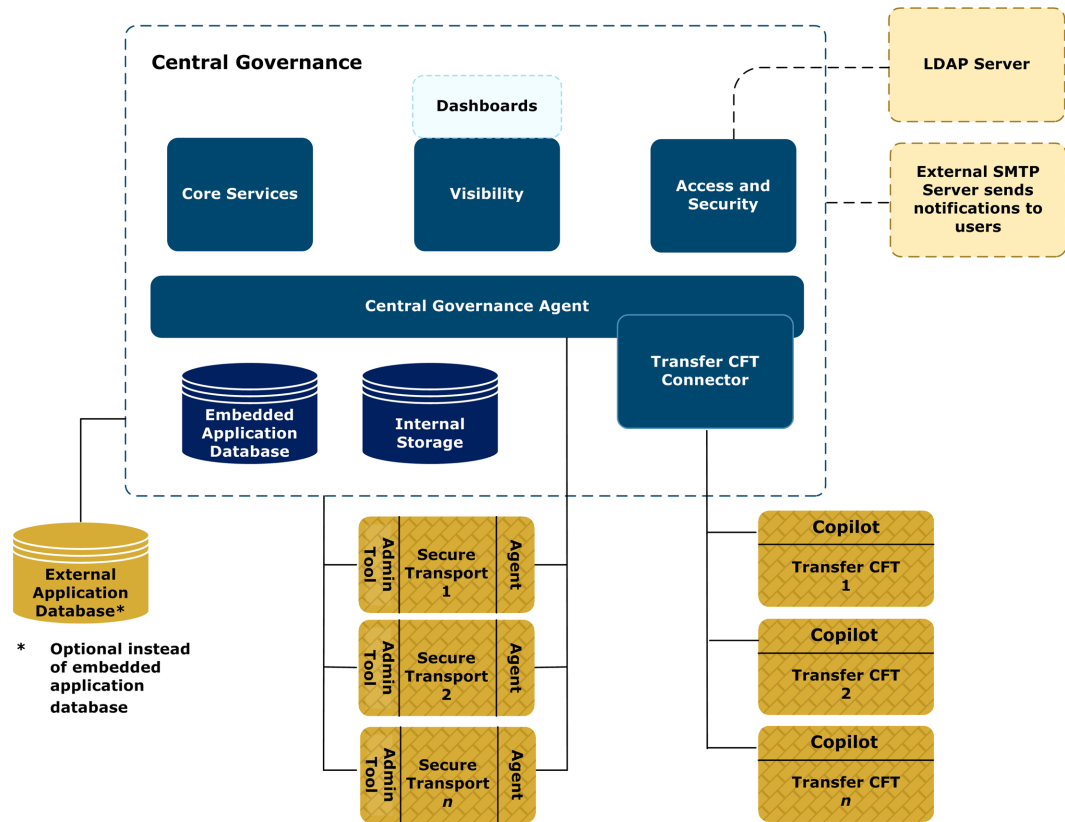 Central Governance
LDAP Server
Dashboards
Core Services
Visibility
Access and
Security
External SMTP
Server sends
notifications to
users
Central Governance Agent
Transfer CFT
Connector
Embedded
Application
Database
Internal
Storage
External
Application
Database*
* Optional instead
of embedded
application
database
Admin
Tool
Secure
Transport
1
Agent
Admin
Tool
Secure
Transport
2
Agent
Admin
Tool
Secure
Transport
n
Agent
Copilot
Transfer CFT
1
Copilot
Transfer CFT
2
Copilot
Transfer CFT
n